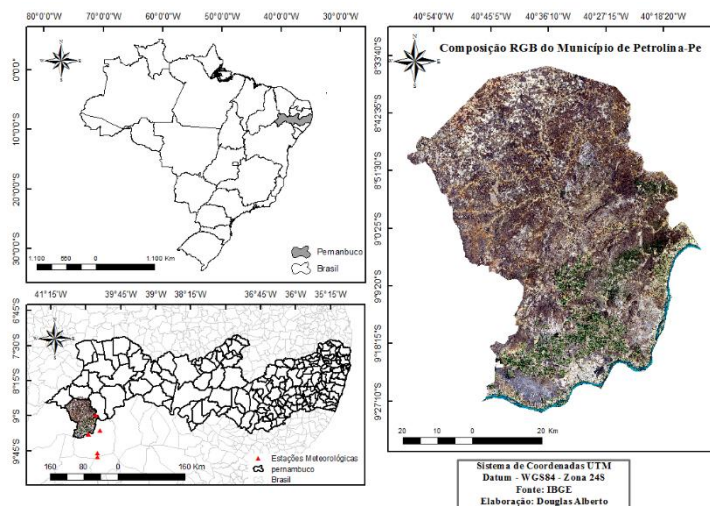 80°0'0"W 70°0'0"W 60°0'0"W 50°0'0"W 40°0'0"W
0°0'0"
10°0'0"S
20°0'0"S
30°0'0"S
Pernambuco
Brasil
1.100 550 0 1.100 Km
41°15'W 39°45'W 39°W 38°15'W 36°45'W 36°W 35°15'W
6°45'S
7°30'S
8°15'S
9°S
9°45'S
Estações Meteorológicas
pernambuco
Brasil
160 80 0 160 Km
40°54'W 40°45'W 40°36'10"W 40°27'15"W 40°18'20"W
Composição RGB do Município de Petrolina-Pe
8°33'40"S
8°42'35"S
8°51'30"S
9°0'25"S
9°9'20"S
9°18'15"S
9°27'10"S
20 0 20 Km
Sistema de Coordenadas UTM
Datum - WGS84 - Zona 24S
Fonte: IBGE
Elaboração: Douglas Alberto